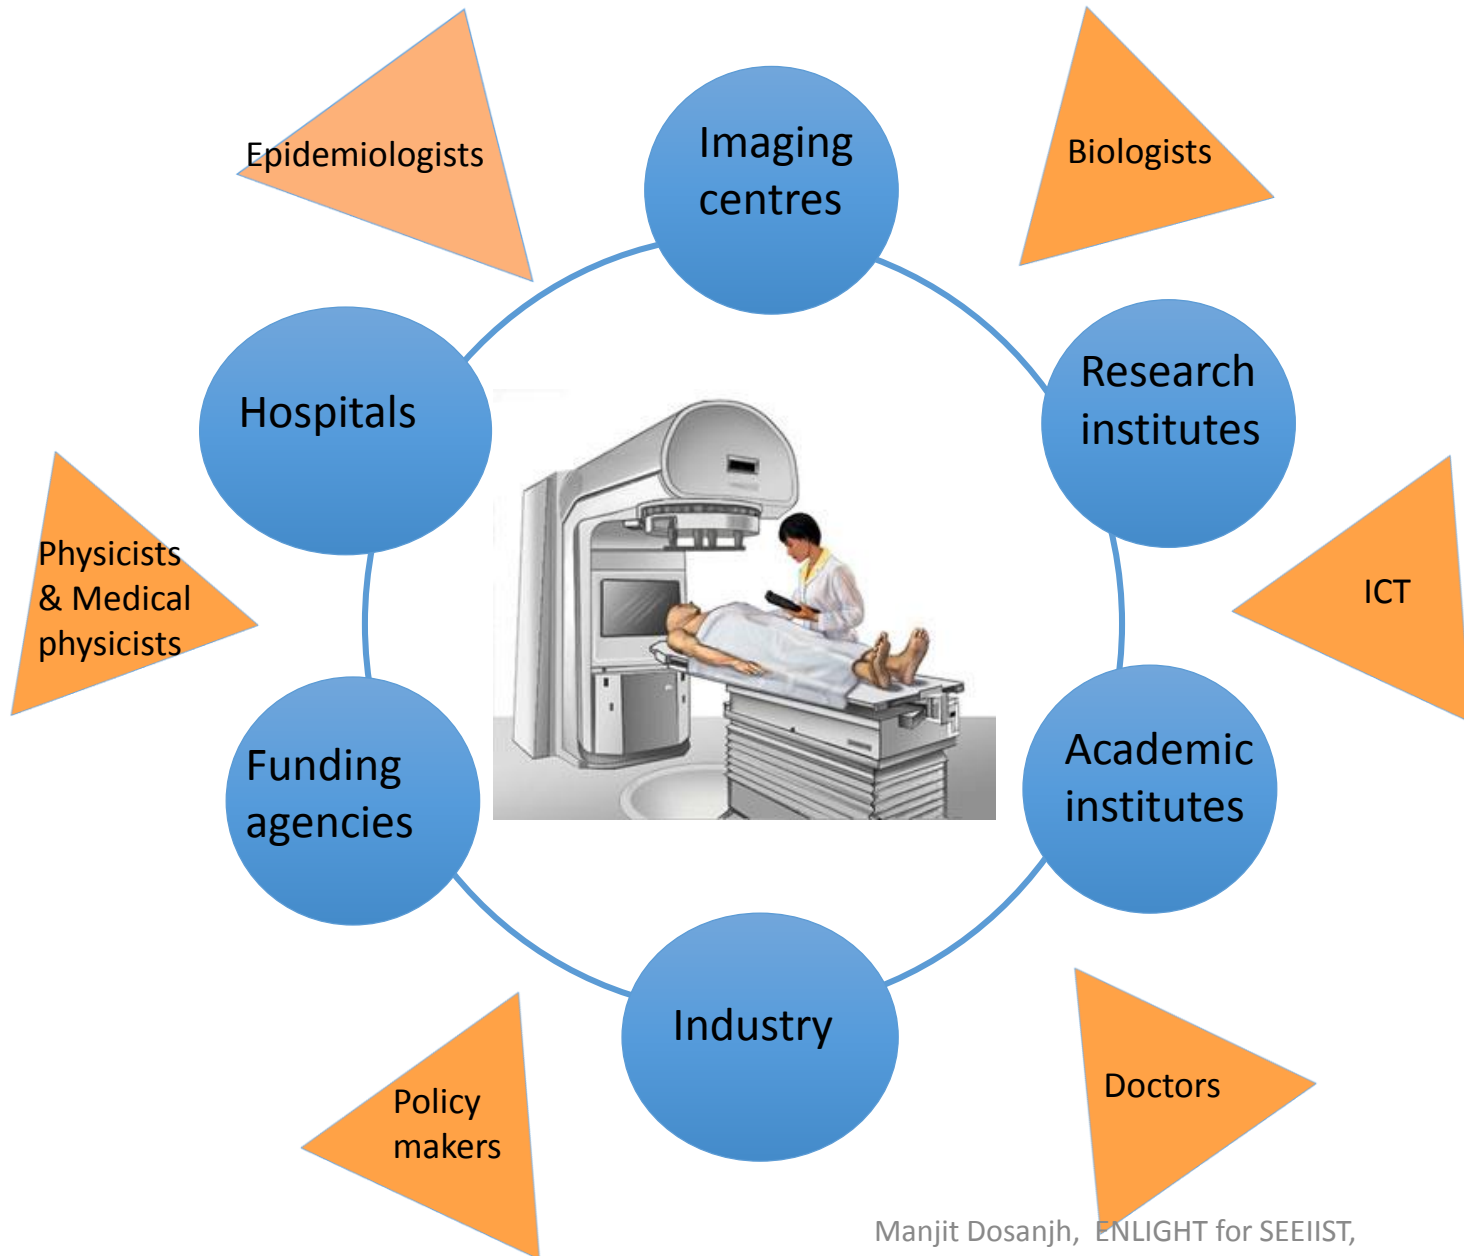 Epidemiologists
Imaging
centres
Biologists
Hospitals
Research
institutes
Physicists
& Medical
physicists
ICT
Funding
agencies
Academic
institutes
Industry
Policy
makers
Doctors
Manjit Dosanjh, ENLIGHT for SEEIIST,